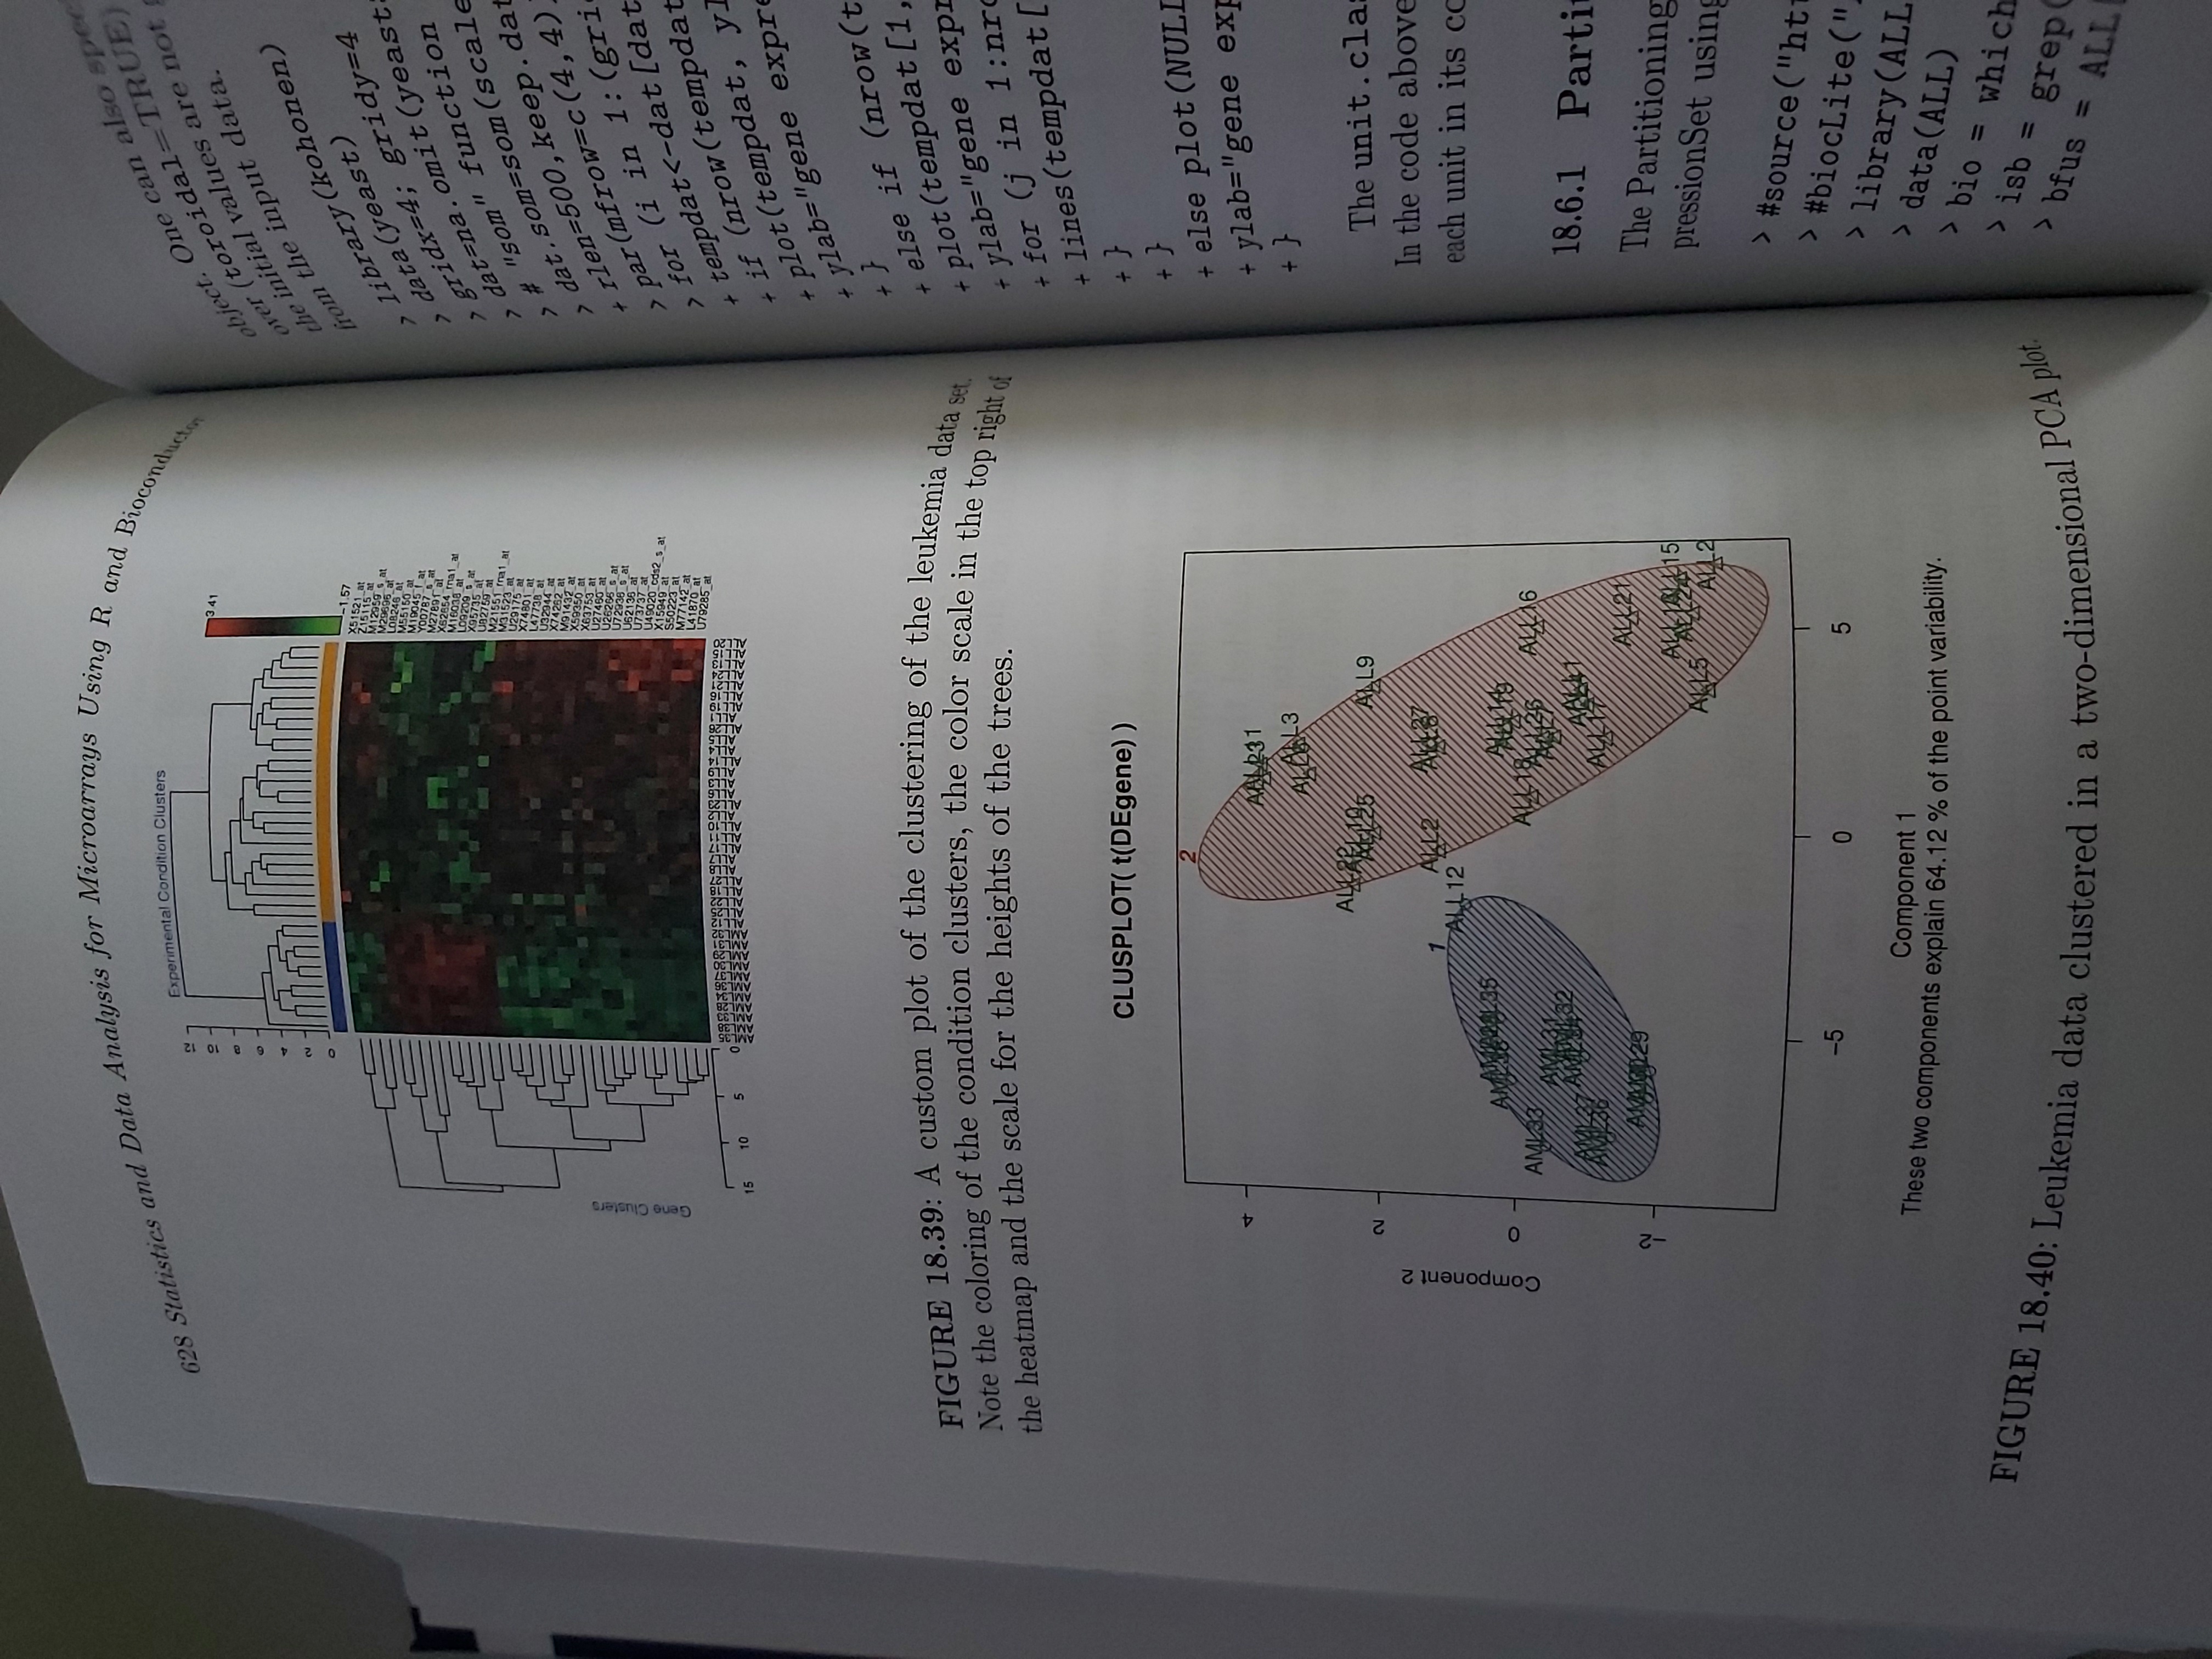 628 Statistics and Data Analysis for Microarrays Using R and Bioconductor
Experimental Condition Clusters
0 2 4 6 8 10 12
3.41
−1.57
X51521_at
Z15115_at
M12959_s_at
M29696_at
L08246_at
M55150_at
M19045_f_at
Y00787_s_at
M27891_at
X62654_rna1_at
M16038_at
L09209_s_at
X95735_at
U82759_at
M21551_rna1_at
M31523_at
U29175_at
X74801_at
L47738_at
U32944_at
X74262_at
M91432_at
X59350_at
X63753_at
U27460_at
U26266_s_at
U72936_s_at
U62136_at
U73737_at
U49020_cds2_s_at
X15949_at
S50223_at
M77142_at
L41870_at
U79285_at
Gene Clusters
15 10 5 0
AML35
AML38
AML33
AML28
AML34
AML36
AML37
AML30
AML29
AML31
AML32
ALL12
ALL25
ALL22
ALL18
ALL27
ALL8
ALL7
ALL17
ALL11
ALL10
ALL2
ALL23
ALL6
ALL3
ALL9
ALL14
ALL4
ALL5
ALL26
ALL1
ALL19
ALL16
ALL21
ALL24
ALL13
ALL15
ALL20
FIGURE 18.39: A custom plot of the clustering of the leukemia data set.
Note the coloring of the condition clusters, the color scale in the top right of
the heatmap and the scale for the heights of the trees.
CLUSPLOT( t(DEgene) )
2
4
2
0
−2
Component 2
1
ALL3
ALL25
ALL9
ALL2
ALL27
ALL12
AML35
AML33
ALL14
ALL19
ALL18
ALL26
ALL16
AML31
AML32
AML37
AML36
ALL1
ALL17
ALL21
ALL15
ALL24
ALL5
ALL2
−5 0 5
Component 1
These two components explain 64.12 % of the point variability.
FIGURE 18.40: Leukemia data clustered in a two-dimensional PCA plot.
object. One can also spec
over (toroidal=TRUE)
the initial values are not
from the input data.
> library(kohonen)
> data(yeast)
> gridx=4; gridy=4
> dat=na.omit(yeast
> # "som" function
> dat.som=som(scale
+ rlen=500,keep.dat
> par(mfrow=c(4,4)
> for (i in 1:(gri
+ tempdat<-dat[dat
+ if (nrow(tempdat
+ plot(tempdat, yl
+ ylab="gene expre
+ }
+ else if (nrow(t
+ plot(tempdat[1,
+ ylab="gene expr
+ for (j in 1:nro
+ lines(tempdat[
+ }
+ }
+ else plot(NULL
+ ylab="gene exp
+ }
The unit.cla
In the code above
each unit in its co
18.6.1 Parti
The Partitioning
pressionSet using
> #source("ht
> #biocLite("
> library(ALL
> data(ALL)
> bio = which
> isb = grep(
> bfus = ALL[